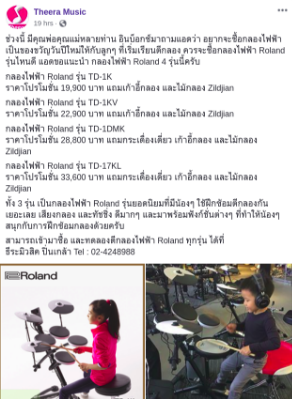 Theera Music
19 hrs ·
ช่วงนี้ มีคุณพ่อคุณแม่หลายท่าน อินบ็อกซ์มาถามแอดว่า อยากจะซื้อกลองไฟฟ้า
เป็นของขวัญวันปีใหม่ให้กับลูกๆ ที่เริ่มเรียนตีกลอง ควรจะซื้อกลองไฟฟ้า Roland
รุ่นไหนดี แอดขอแนะนำ กลองไฟฟ้า Roland 4 รุ่นนี้ครับ
กลองไฟฟ้า Roland รุ่น TD-1K
ราคาโปรโมชั่น 19,900 บาท แถมเก้าอี้กลอง และไม้กลอง Zildjian
กลองไฟฟ้า Roland รุ่น TD-1KV
ราคาโปรโมชั่น 22,900 บาท แถมเก้าอี้กลอง และไม้กลอง Zildjian
กลองไฟฟ้า Roland รุ่น TD-1DMK
ราคาโปรโมชั่น 28,800 บาท แถมกระเดื่องเดี่ยว เก้าอี้กลอง และไม้กลอง
Zildjian
กลองไฟฟ้า Roland รุ่น TD-17KL
ราคาโปรโมชั่น 33,600 บาท แถมกระเดื่องเดี่ยว เก้าอี้กลอง และไม้กลอง
Zildjian
ทั้ง 3 รุ่น เป็นกลองไฟฟ้า Roland รุ่นยอดนิยมที่มีน้องๆ ใช้ฝึกซ้อมตีกลองกัน
เยอะเลย เสียงกลอง และทัชชิ่ง ดีมากๆ และมาพร้อมฟังก์ชั่นต่างๆ ที่ทำให้น้องๆ
สนุกกับการฝึกซ้อมกลองด้วยครับ
สามารถเข้ามาซื้อ และทดลองตีกลองไฟฟ้า Roland ทุกรุ่น ได้ที่
ธีระมิวสิค ปิ่นเกล้า Tel : 02-4248988
Roland